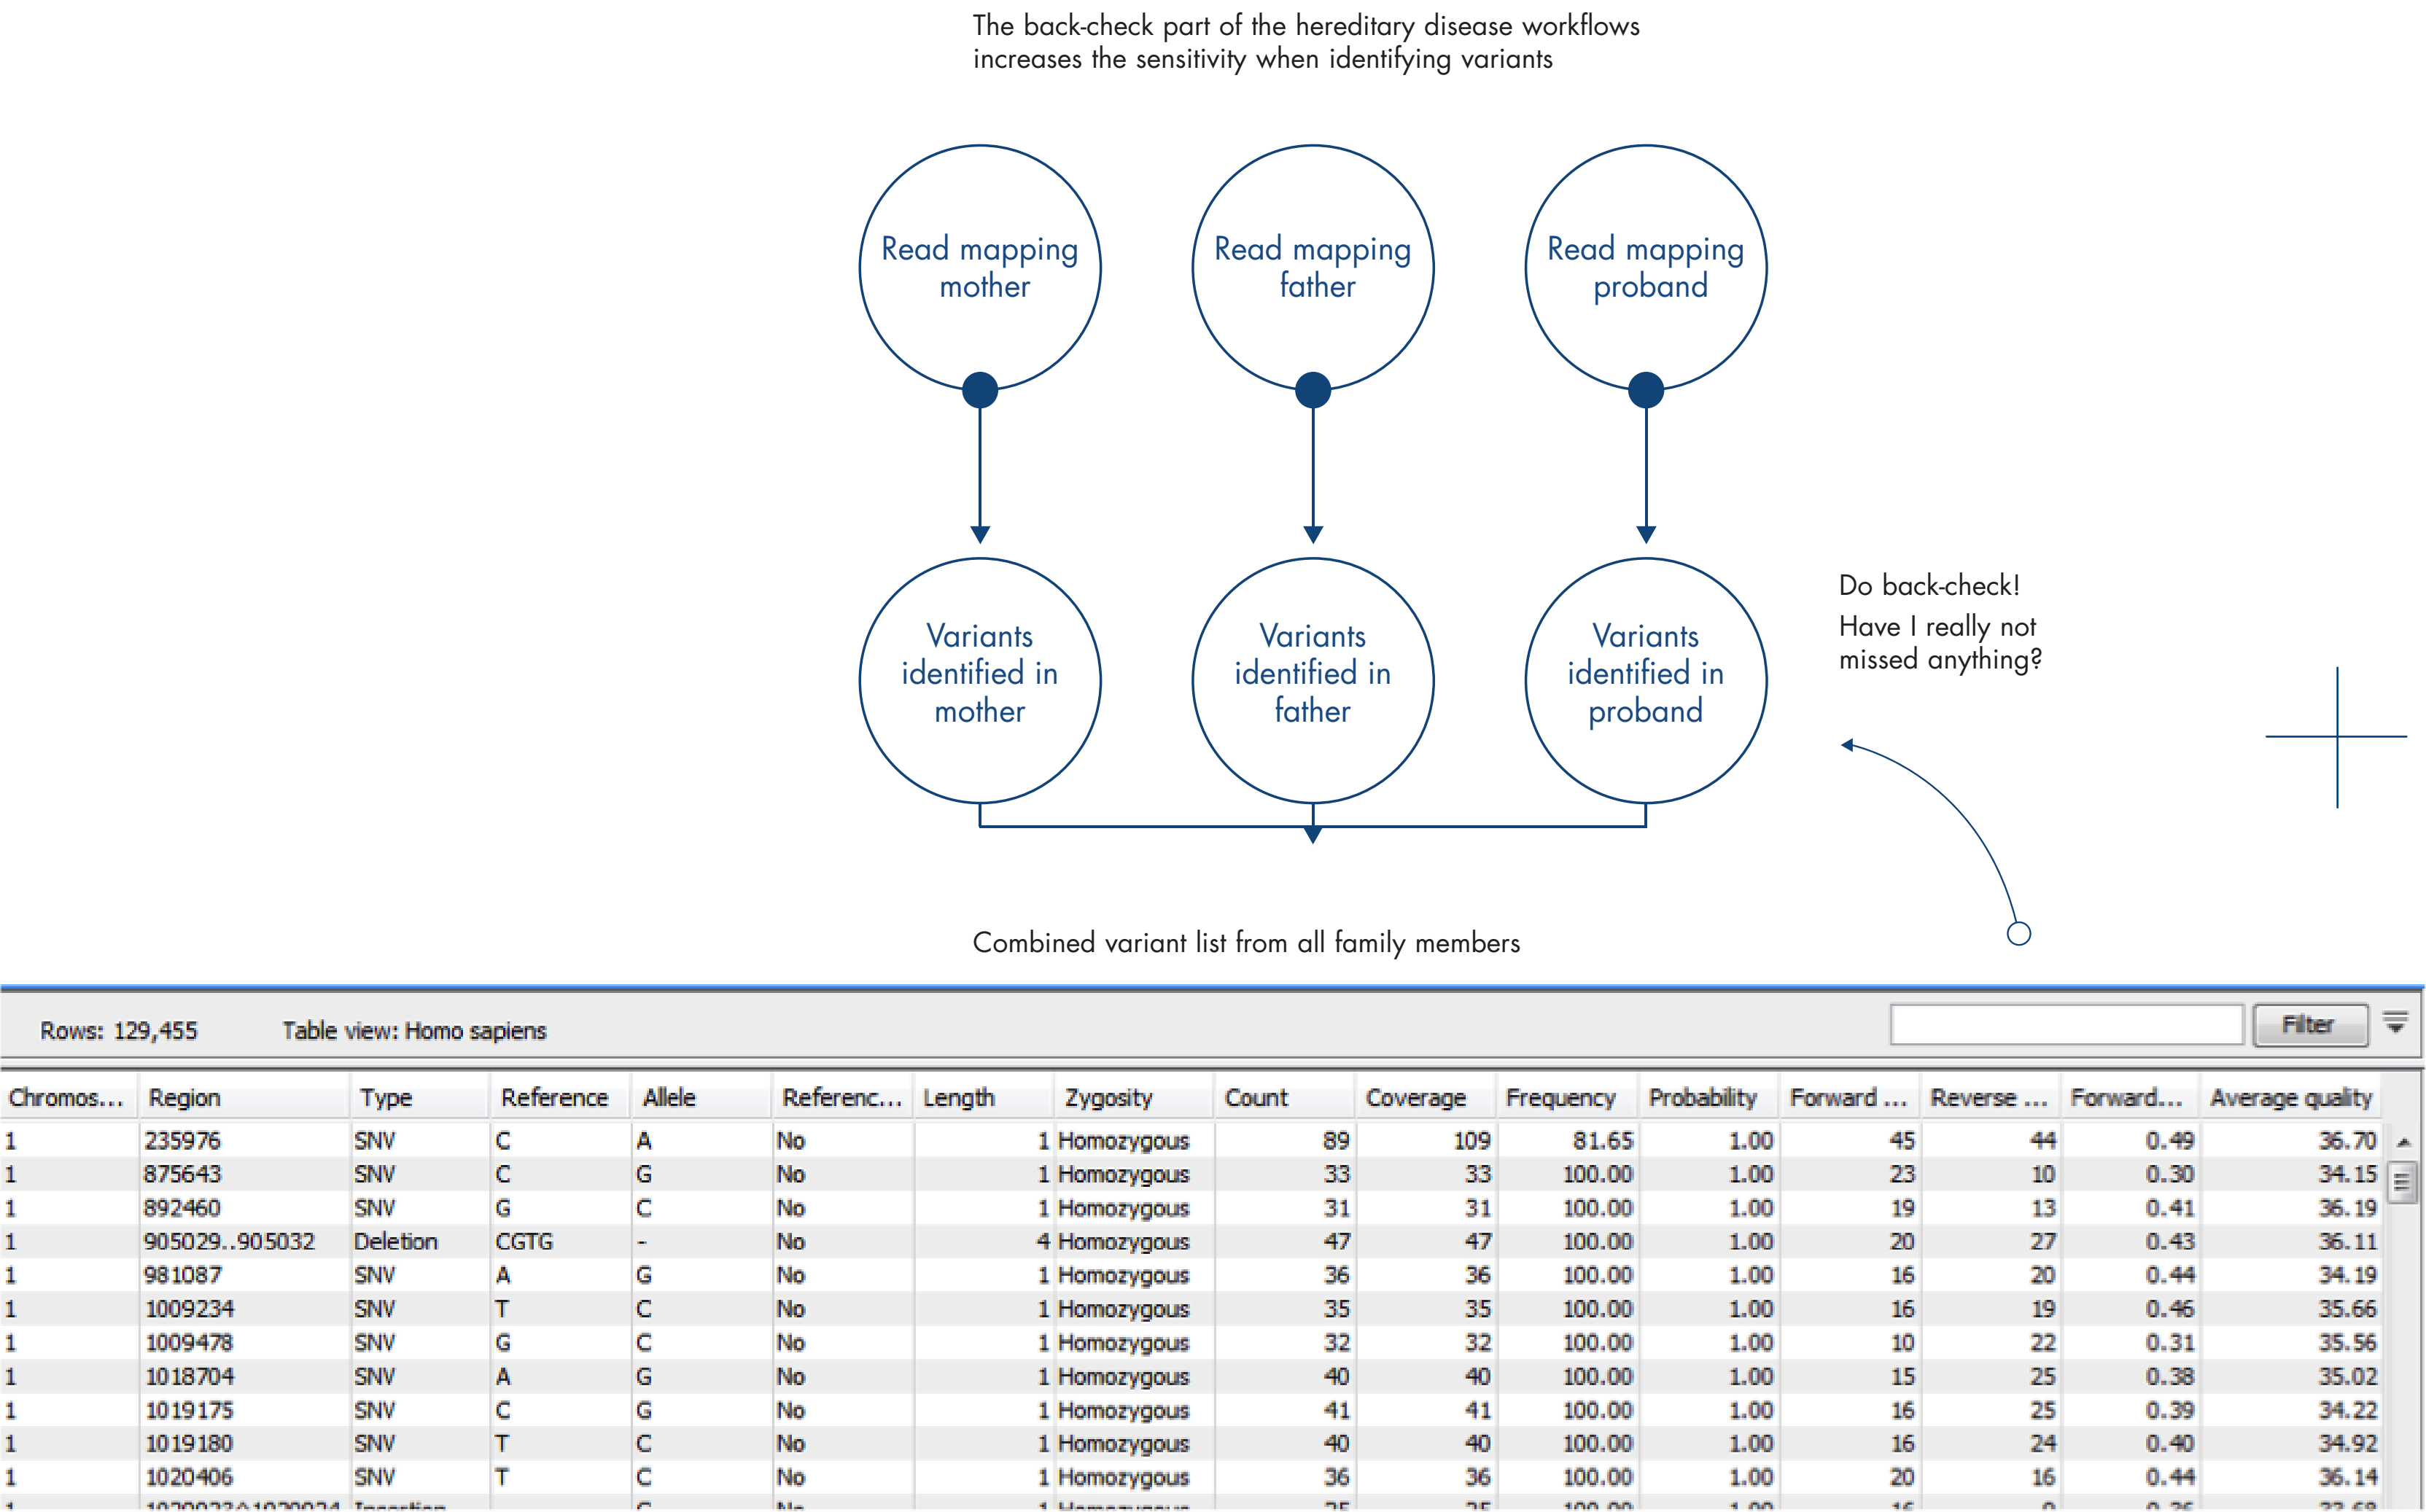 The back-check part of the hereditary disease workflows
increases the sensitivity when identifying variants
Read mapping
mother
Read mapping
father
Read mapping
proband
Variants
identified in
mother
Variants
identified in
father
Variants
identified in
proband
Do back-check!
Have I really not
missed anything?
Combined variant list from all family members
Rows: 129,455 Table view: Homo sapiens Filter
Chromos... Region Type Reference Allele Referenc... Length Zygosity Count Coverage Frequency Probability Forward ... Reverse ... Forward... Average quality
1 235976 SNV C A No 1 Homozygous 89 109 81.65 1.00 45 44 0.49 36.70
1 875643 SNV C G No 1 Homozygous 33 33 100.00 1.00 23 10 0.30 34.15
1 892460 SNV G C No 1 Homozygous 31 31 100.00 1.00 19 13 0.41 36.19
1 905029..905032 Deletion CGTG - No 4 Homozygous 47 47 100.00 1.00 20 27 0.43 36.11
1 981087 SNV A G No 1 Homozygous 36 36 100.00 1.00 16 20 0.44 34.19
1 1009234 SNV T C No 1 Homozygous 35 35 100.00 1.00 16 19 0.46 35.66
1 1009478 SNV G C No 1 Homozygous 32 32 100.00 1.00 10 22 0.31 35.56
1 1018704 SNV A G No 1 Homozygous 40 40 100.00 1.00 15 25 0.38 35.02
1 1019175 SNV C G No 1 Homozygous 41 41 100.00 1.00 16 25 0.39 34.22
1 1019180 SNV T C No 1 Homozygous 40 40 100.00 1.00 16 24 0.40 34.92
1 1020406 SNV T C No 1 Homozygous 36 36 100.00 1.00 20 16 0.44 36.14